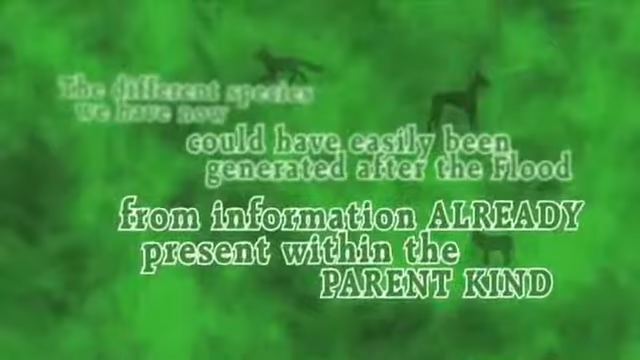 The different species
we have now
could have easily been
generated after the Flood
from information ALREADY
present within the
PARENT KIND